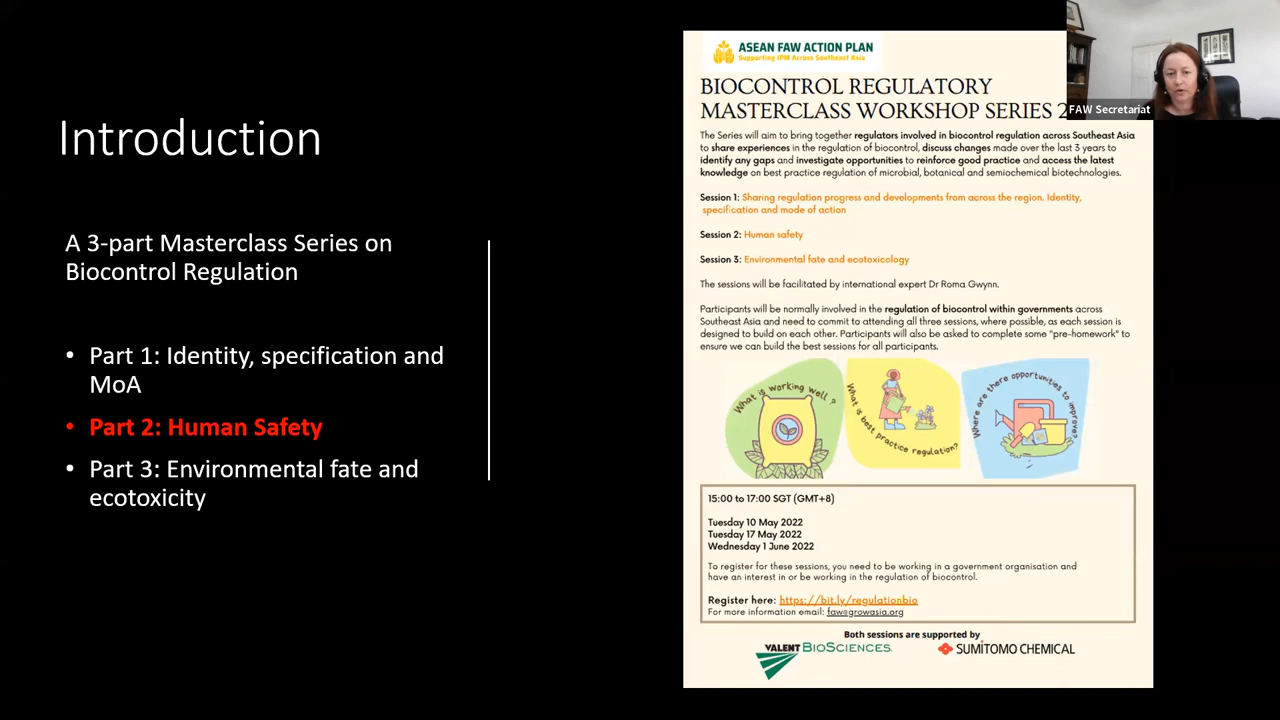 Introduction
A 3-part Masterclass Series on
Biocontrol Regulation
• Part 1: Identity, specification and
MoA
• Part 2: Human Safety
• Part 3: Environmental fate and
ecotoxicity
ASEAN FAW ACTION PLAN
Supporting IPM Across Southeast Asia
BIOCONTROL REGULATORY
MASTERCLASS WORKSHOP SERIES 2
The Series will aim to bring together regulators involved in biocontrol regulation across Southeast Asia
to share experiences in the regulation of biocontrol, discuss changes made over the last 3 years to
identify any gaps and investigate opportunities to reinforce good practice and access the latest
knowledge on best practice regulation of microbial, botanical and semiochemical biotechnologies.
Session 1: Sharing regulation progress and developments from across the region. Identity,
specification and mode of action
Session 2: Human safety
Session 3: Environmental fate and ecotoxicology
The sessions will be facilitated by international expert Dr Roma Gwynn.
Participants will be normally involved in the regulation of biocontrol within governments across
Southeast Asia and need to commit to attending all three sessions, where possible, as each session is
designed to build on each other. Participants will also be asked to complete some "pre-homework" to
ensure we can build the best sessions for all participants.
What is working well ?
What is best practice regulation?
Where are there opportunities to improve?
15:00 to 17:00 SGT (GMT+8)
Tuesday 10 May 2022
Tuesday 17 May 2022
Wednesday 1 June 2022
To register for these sessions, you need to be working in a government organisation and
have an interest in or be working in the regulation of biocontrol.
Register here: https://bit.ly/regulationbio
For more information email: faw@growasia.org
Both sessions are supported by
VALENT BIOSCIENCES.
SUMITOMO CHEMICAL
FAW Secretariat